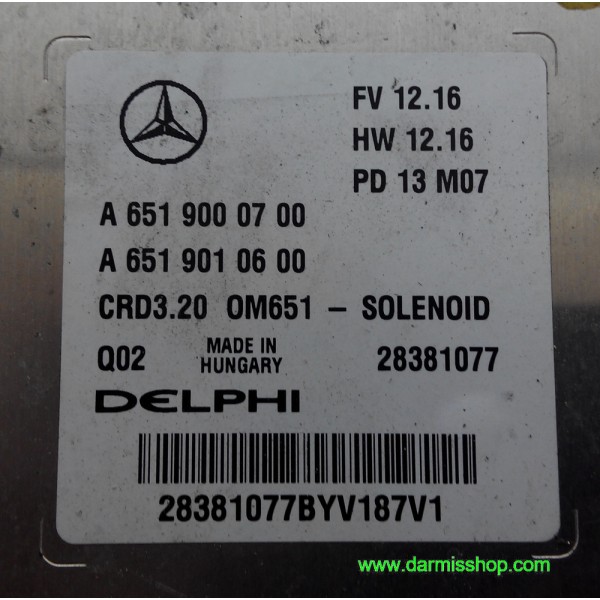 FV 12.16
HW 12.16
PD 13 M07
A 651 900 07 00
A 651 901 06 00
CRD3.20 OM651 – SOLENOID
Q02 MADE IN HUNGARY 28381077
DELPHI
28381077BYV187V1
www.darmisshop.com